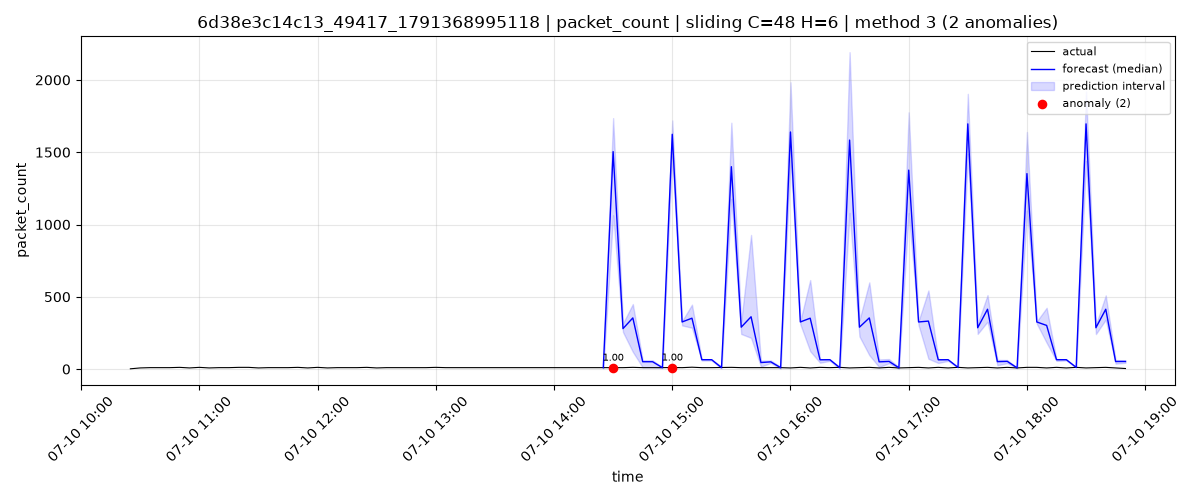 6d38e3c14c13_49417_1791368995118 | packet_count | sliding C=48 H=6 | method 3 (2 anomalies)
actual
forecast (median)
prediction interval
anomaly (2)
2000
1500
1000
500
0
packet_count
1.00
1.00
07-10 10:00
07-10 11:00
07-10 12:00
07-10 13:00
07-10 14:00
07-10 15:00
07-10 16:00
07-10 17:00
07-10 18:00
07-10 19:00
time